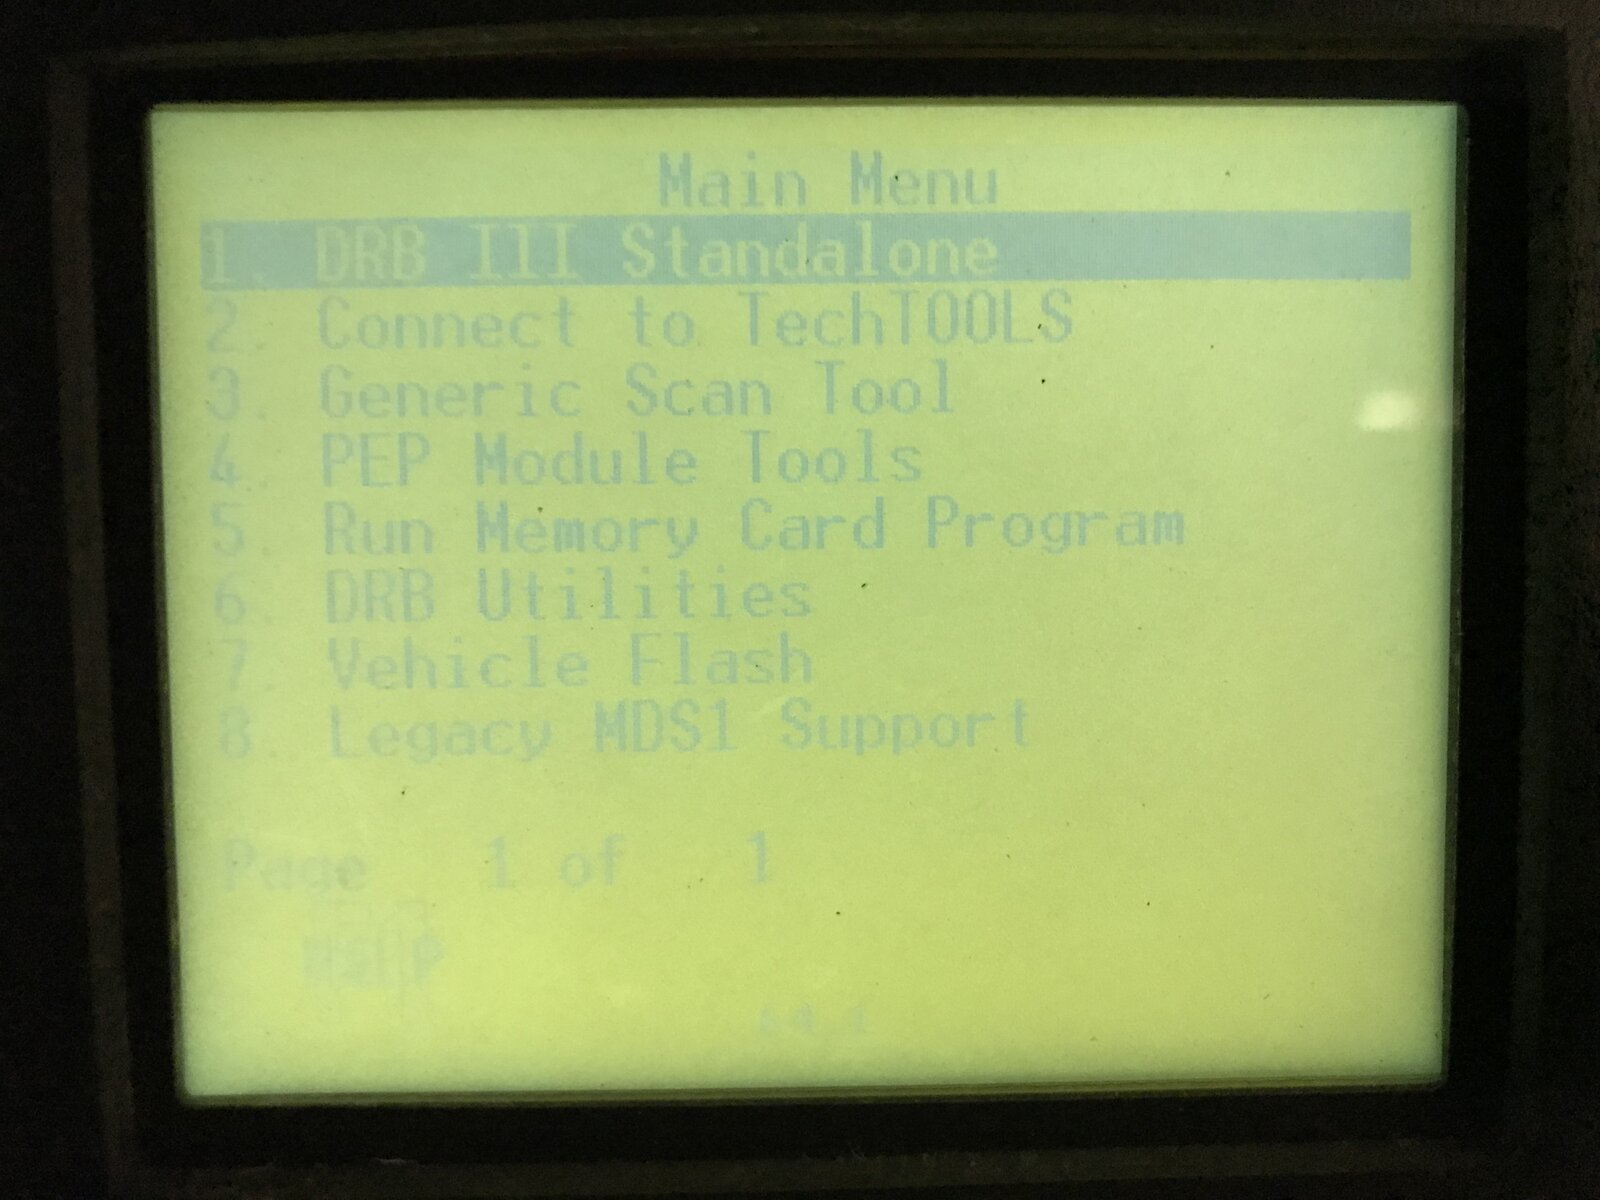 Main Menu
1. DRB III Standalone
2. Connect to TechTOOLS
3. Generic Scan Tool
4. PEP Module Tools
5. Run Memory Card Program
6. DRB Utilities
7. Vehicle Flash
8. Legacy MDS1 Support
Page 1 of 1